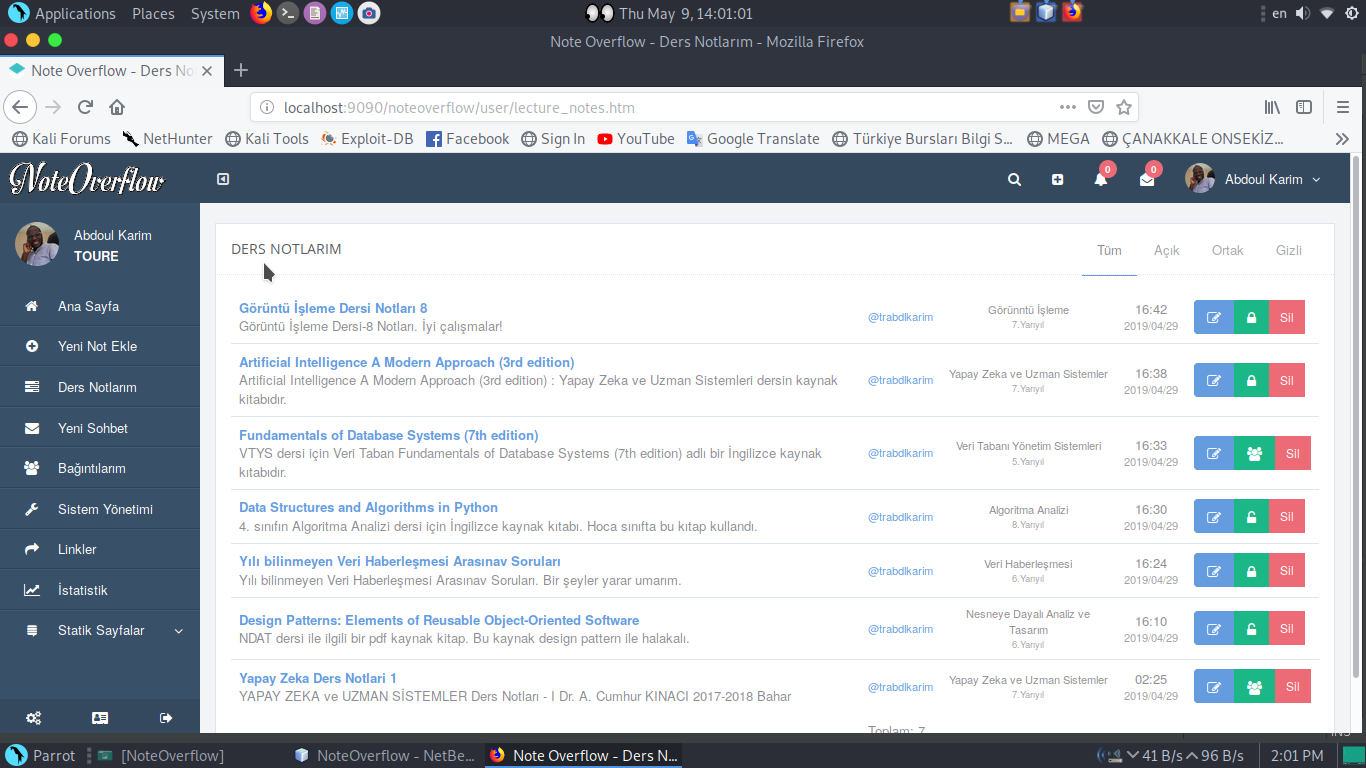 Applications Places System
Thu May 9, 14:01:01
en
Note Overflow - Ders Notlarım - Mozilla Firefox
Note Overflow - Ders No
localhost:9090/noteoverflow/user/lecture_notes.htm
Kali Forums NetHunter Kali Tools Exploit-DB Facebook Sign In YouTube Google Translate Türkiye Bursları Bilgi S... MEGA ÇANAKKALE ONSEKİZ...
NoteOverflow
0 0
Abdoul Karim
Abdoul Karim
TOURE
Ana Sayfa
Yeni Not Ekle
Ders Notlarım
Yeni Sohbet
Bağıntılarım
Sistem Yönetimi
Linkler
İstatistik
Statik Sayfalar
DERS NOTLARIM
Tüm Açık Ortak Gizli
Görüntü İşleme Dersi Notları 8
Görüntü İşleme Dersi-8 Notları. İyi çalışmalar!
@trabdlkarim
Görünntü İşleme
7.Yarıyıl
16:42
2019/04/29
Sil
Artificial Intelligence A Modern Approach (3rd edition)
Artificial Intelligence A Modern Approach (3rd edition) : Yapay Zeka ve Uzman Sistemleri dersin kaynak
kitabıdır.
@trabdlkarim
Yapay Zeka ve Uzman Sistemler
7.Yarıyıl
16:38
2019/04/29
Sil
Fundamentals of Database Systems (7th edition)
VTYS dersi için Veri Taban Fundamentals of Database Systems (7th edition) adlı bir İngilizce kaynak
kıtabıdır.
@trabdlkarim
Veri Tabanı Yönetim Sistemleri
5.Yarıyıl
16:33
2019/04/29
Sil
Data Structures and Algorithms in Python
4. sınıfın Algoritma Analizi dersi için İngilizce kaynak kıtabı. Hoca sınıfta bu kıtap kullandı.
@trabdlkarim
Algoritma Analizi
8.Yarıyıl
16:30
2019/04/29
Sil
Yılı bilinmeyen Veri Haberleşmesi Arasınav Soruları
Yılı bilinmeyen Veri Haberleşmesi Arasınav Soruları. Bir şeyler yarar umarım.
@trabdlkarim
Veri Haberleşmesi
6.Yarıyıl
16:24
2019/04/29
Sil
Design Patterns: Elements of Reusable Object-Oriented Software
NDAT dersi ile ilgili bir pdf kaynak kitap. Bu kaynak design pattern ile halakalı.
@trabdlkarim
Nesneye Dayalı Analiz ve
Tasarım
6.Yarıyıl
16:10
2019/04/29
Sil
Yapay Zeka Ders Notlari 1
YAPAY ZEKA ve UZMAN SİSTEMLER Ders Notları - I Dr. A. Cumhur KINACI 2017-2018 Bahar
@trabdlkarim
Yapay Zeka ve Uzman Sistemler
7.Yarıyıl
02:25
2019/04/29
Sil
Toplam: 7
INS
Parrot
[NoteOverflow]
NoteOverflow - NetBe...
Note Overflow - Ders N...
41 B/s 96 B/s
2:01 PM